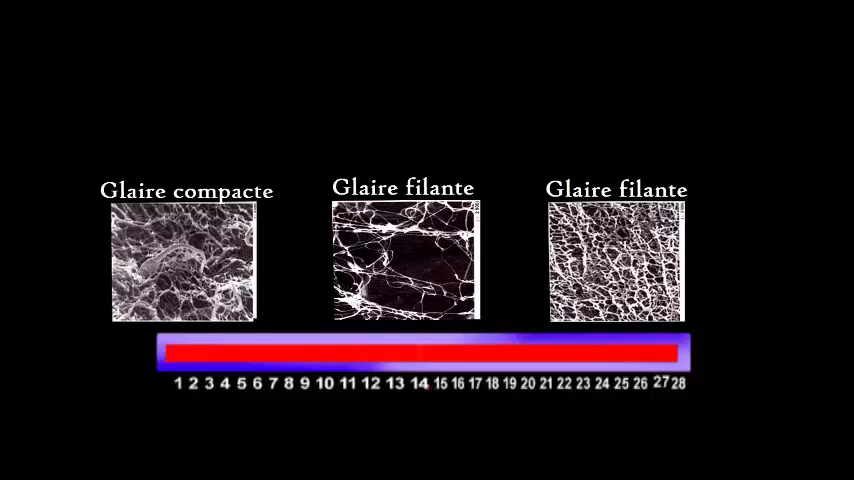 Glaire compacte
Glaire filante
Glaire filante
1 2 3 4 5 6 7 8 9 10 11 12 13 14 15 16 17 18 19 20 21 22 23 24 25 26 27 28